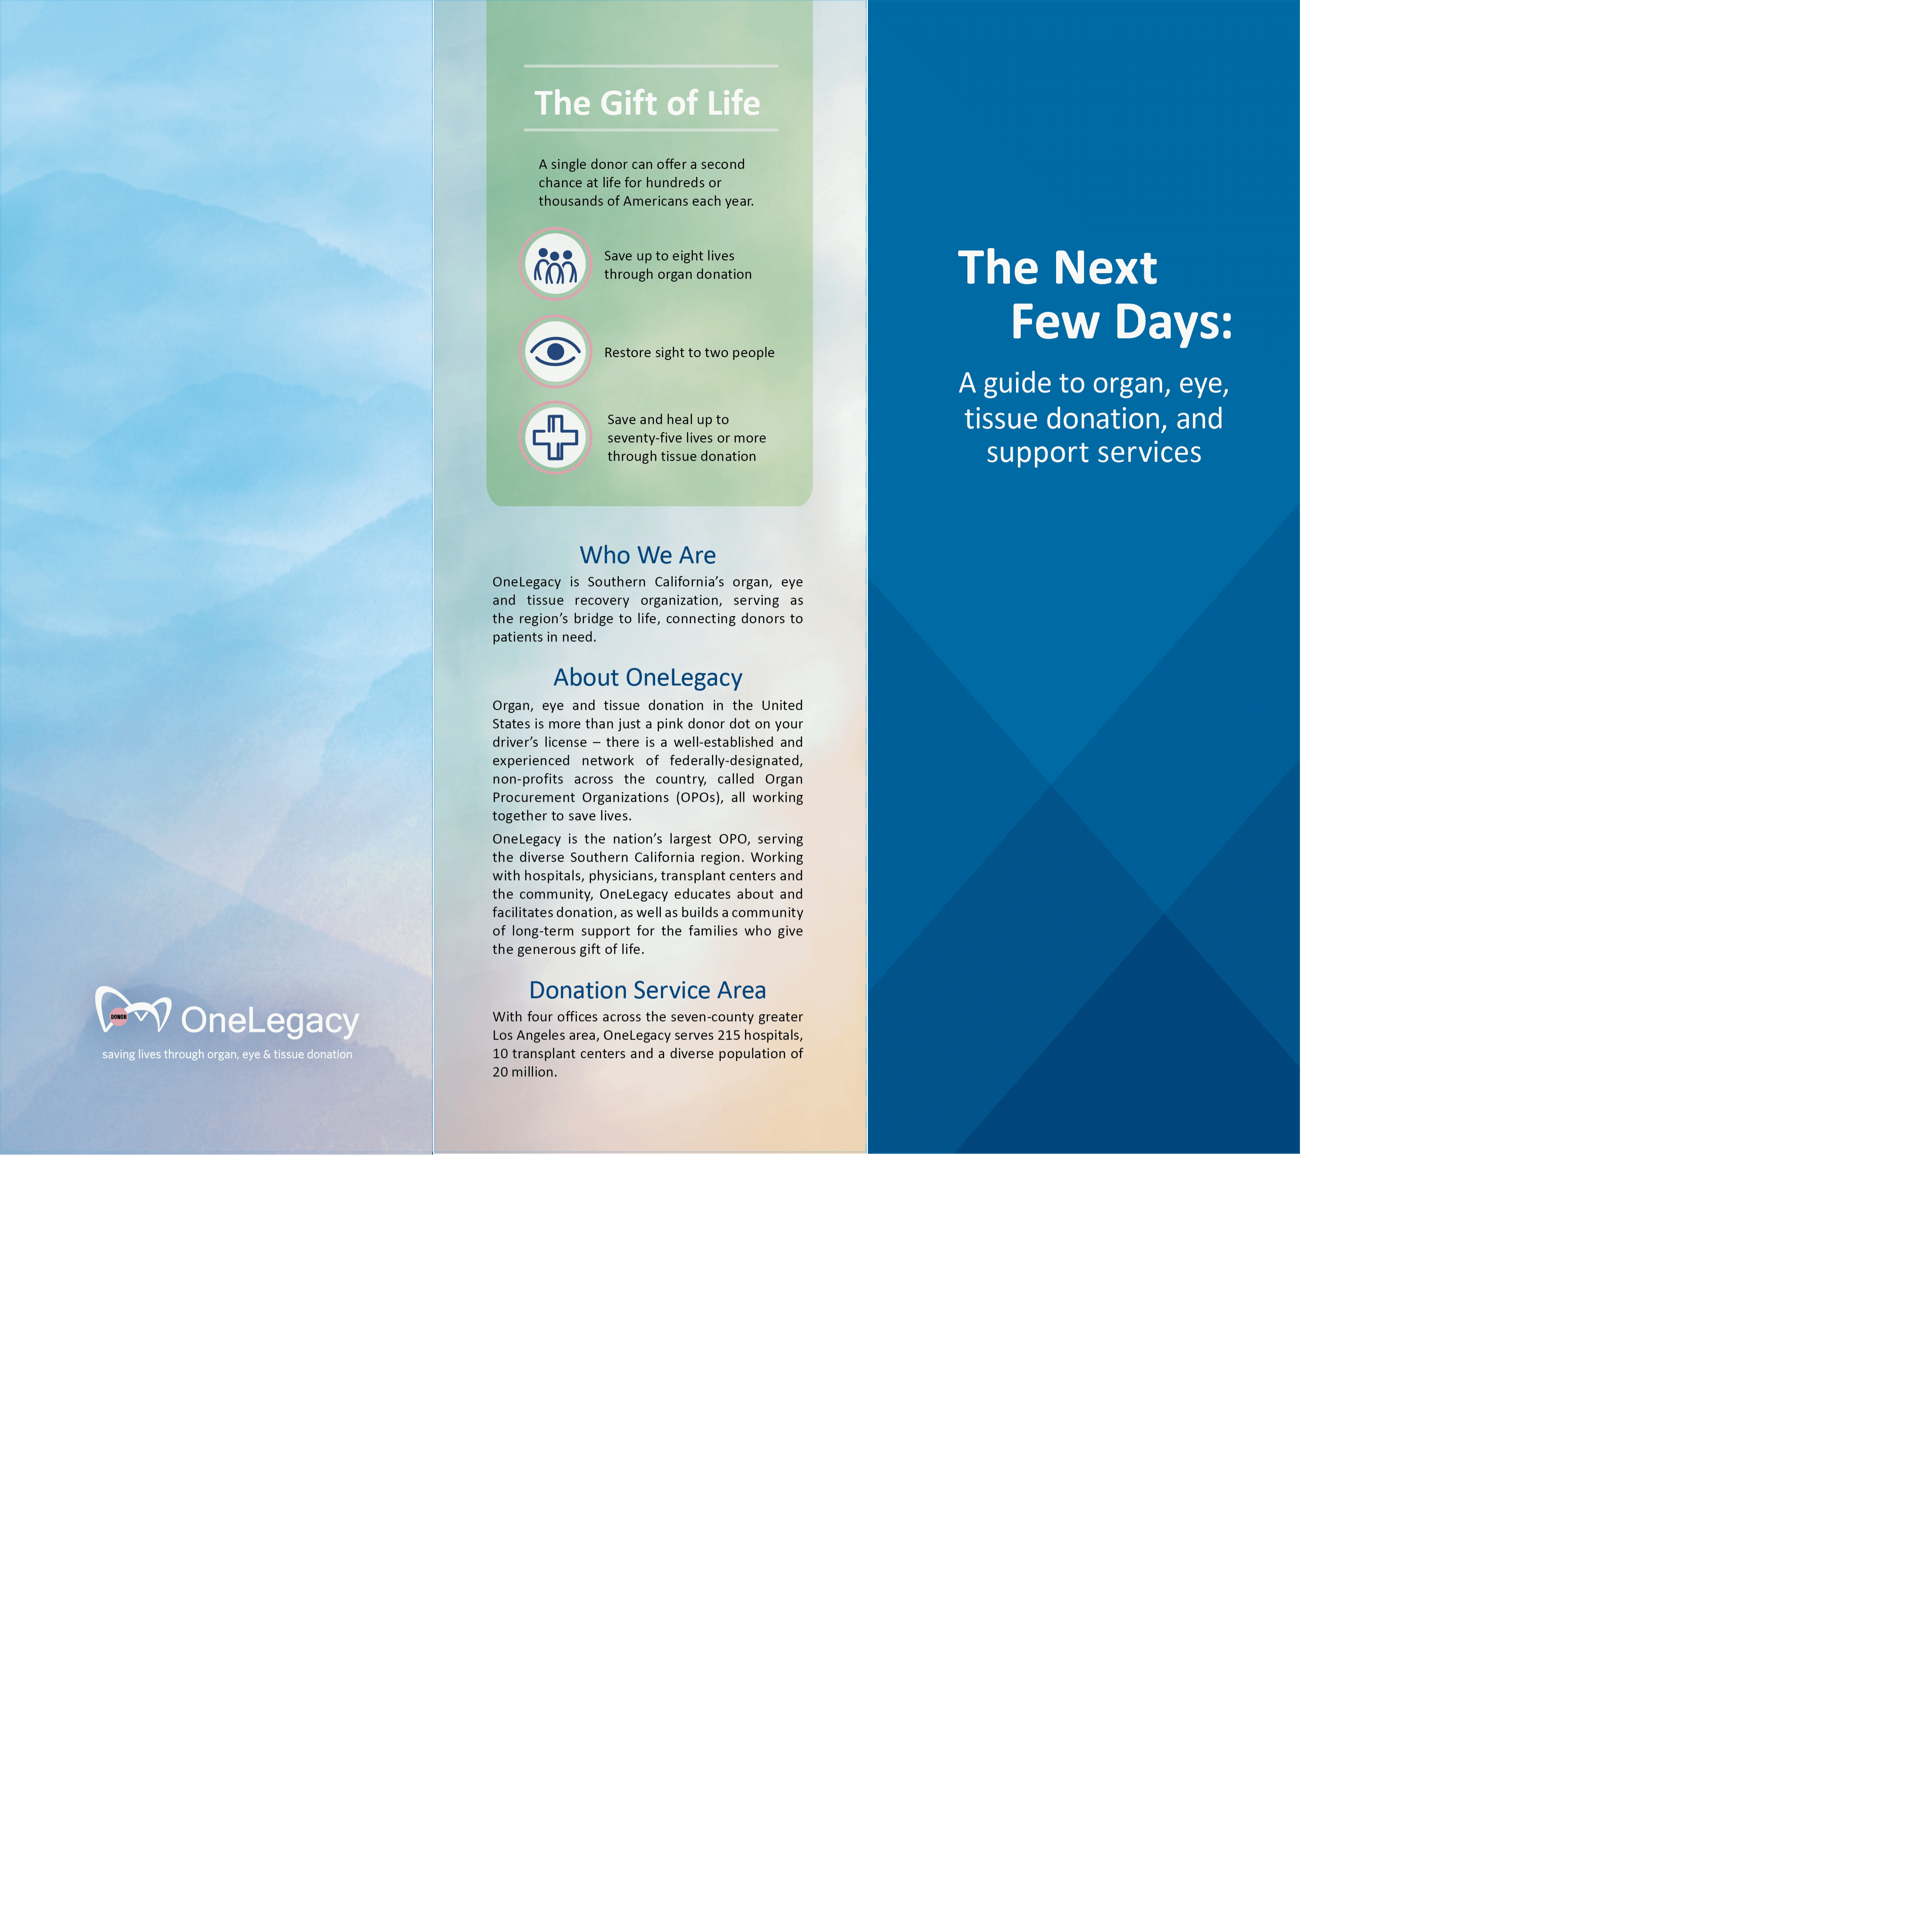 DONOR
OneLegacy
saving lives through organ, eye & tissue donation
The Gift of Life
A single donor can offer a second
chance at life for hundreds or
thousands of Americans each year.
Save up to eight lives
through organ donation
Restore sight to two people
Save and heal up to
seventy-five lives or more
through tissue donation
Who We Are
OneLegacy is Southern California’s organ, eye
and tissue recovery organization, serving as
the region’s bridge to life, connecting donors to
patients in need.
About OneLegacy
Organ, eye and tissue donation in the United
States is more than just a pink donor dot on your
driver’s license – there is a well-established and
experienced network of federally-designated,
non-profits across the country, called Organ
Procurement Organizations (OPOs), all working
together to save lives.
OneLegacy is the nation’s largest OPO, serving
the diverse Southern California region. Working
with hospitals, physicians, transplant centers and
the community, OneLegacy educates about and
facilitates donation, as well as builds a community
of long-term support for the families who give
the generous gift of life.
Donation Service Area
With four offices across the seven-county greater
Los Angeles area, OneLegacy serves 215 hospitals,
10 transplant centers and a diverse population of
20 million.
The Next
Few Days:
A guide to organ, eye,
tissue donation, and
support services